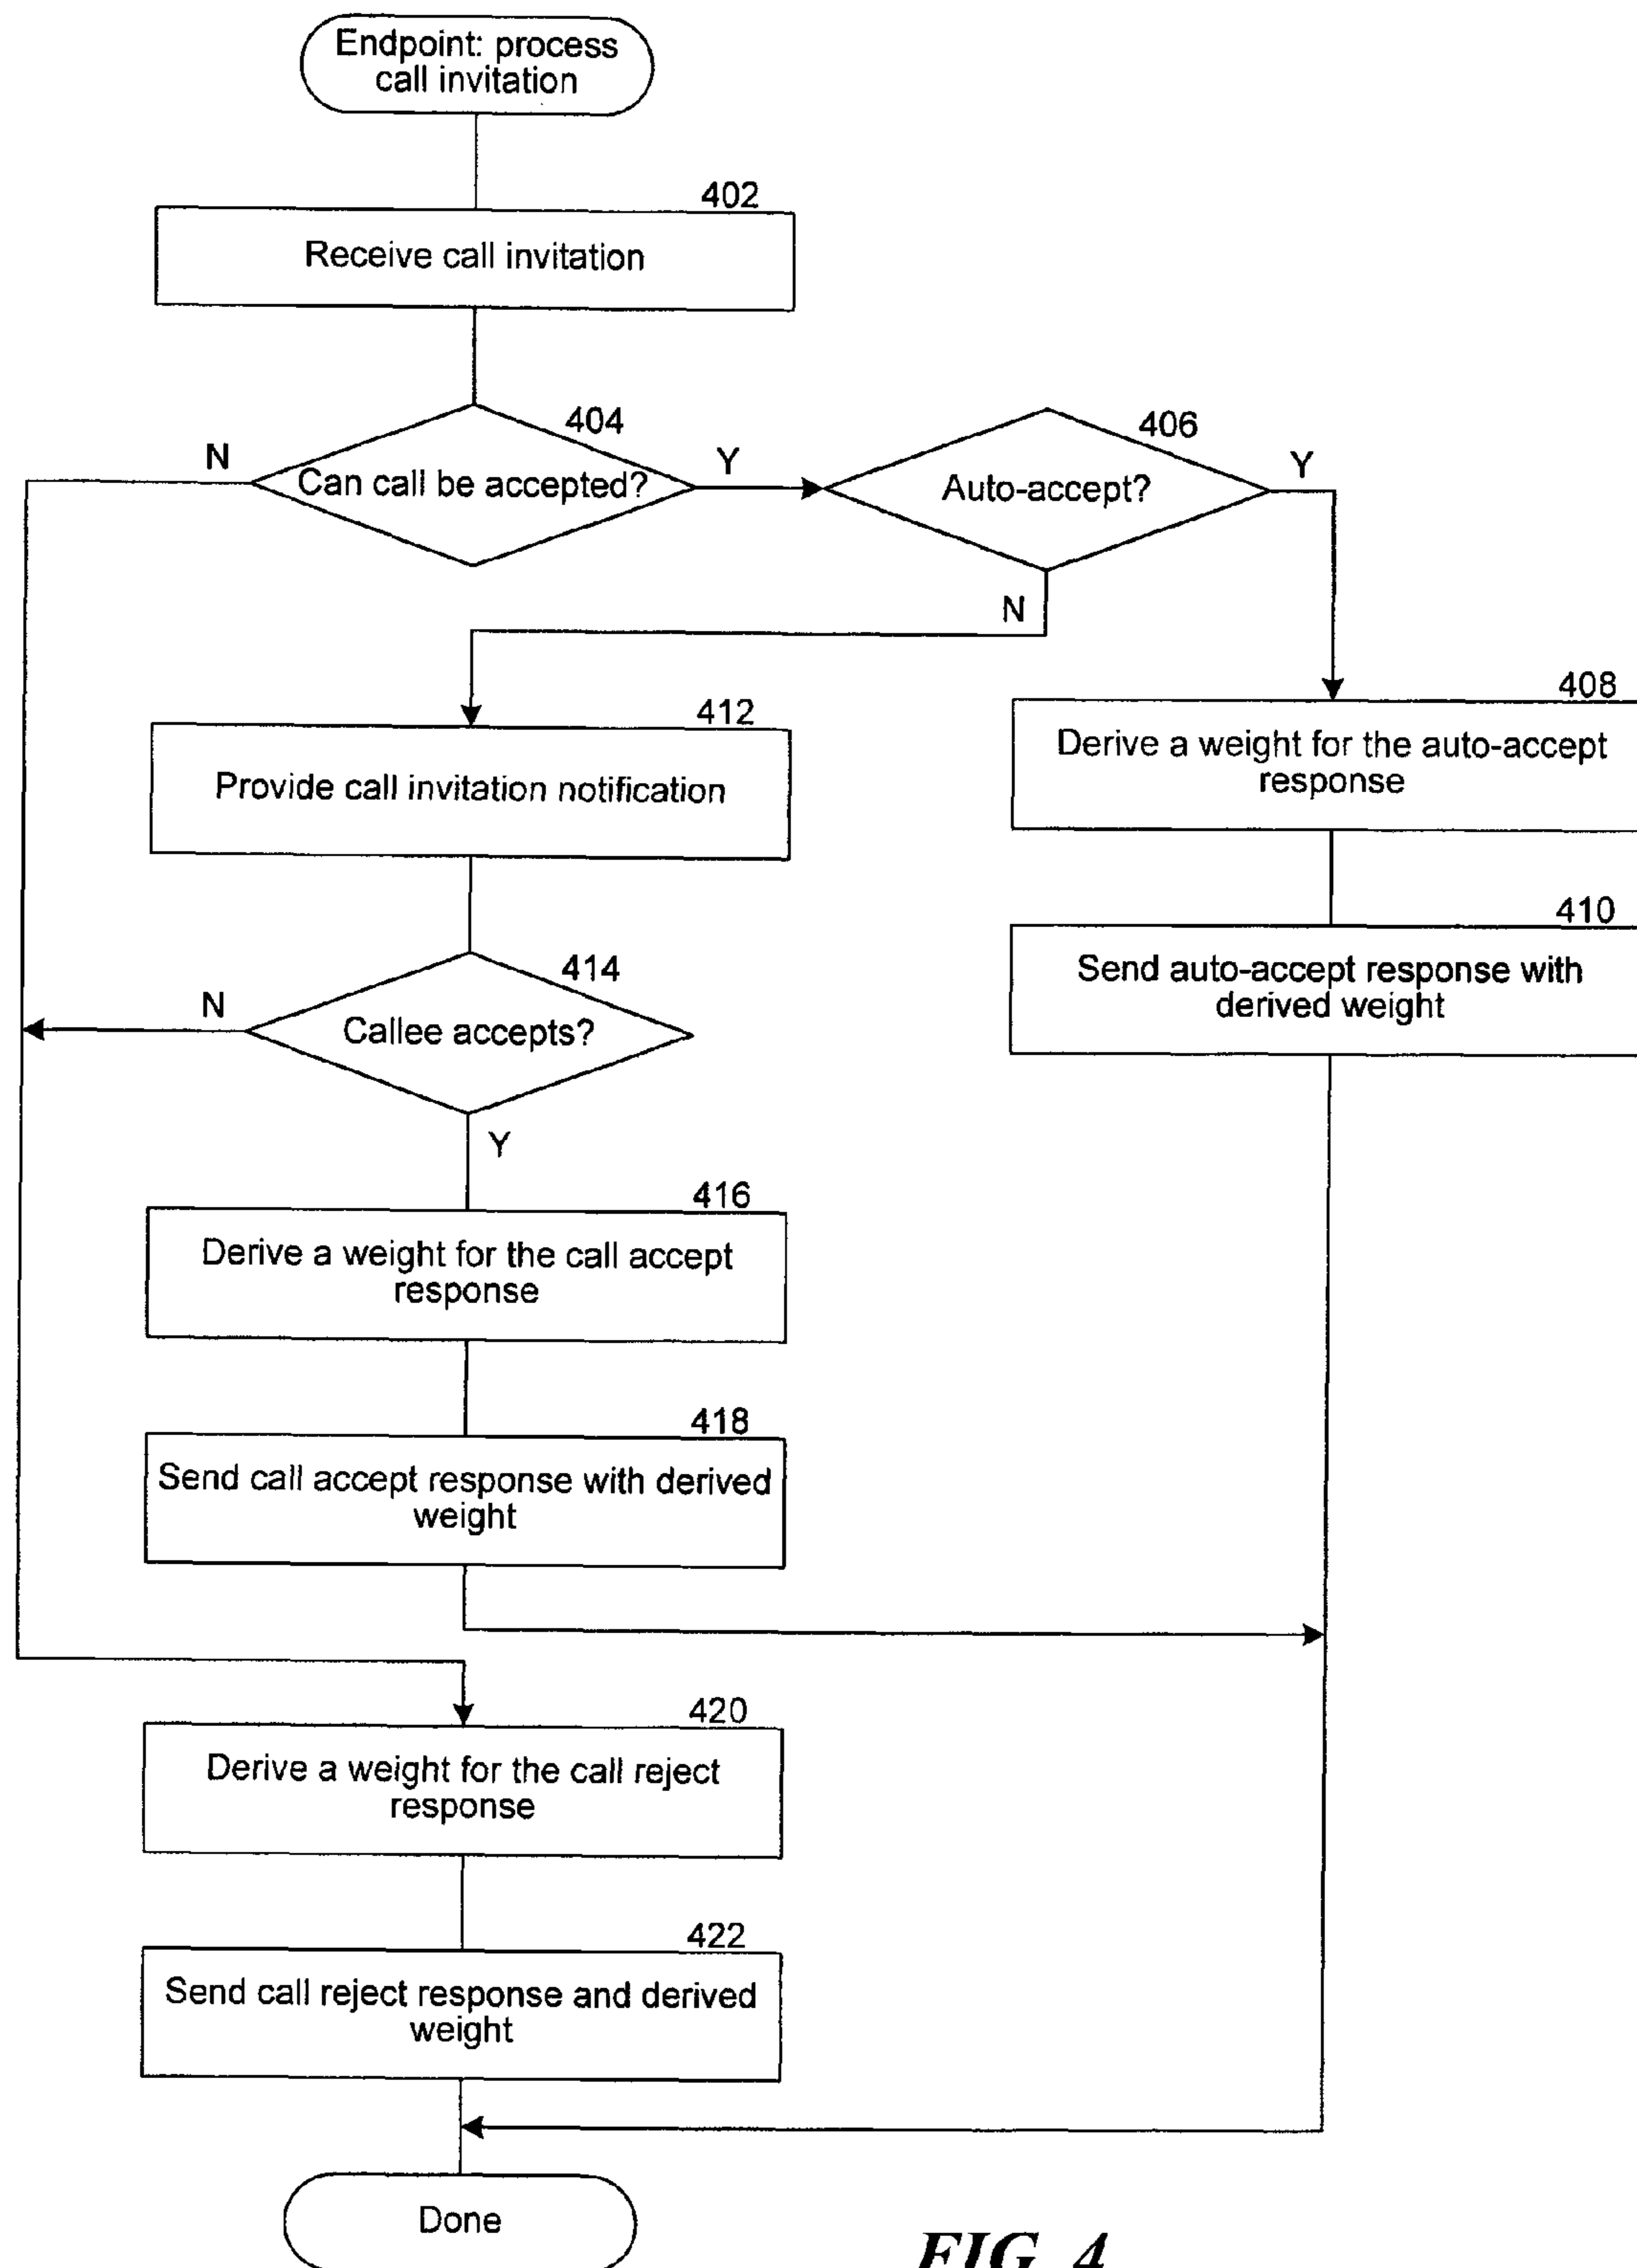 Endpoint: process
call invitation
402
Receive call invitation
404
Can call be accepted?
N
Y
406
Auto-accept?
Y
N
408
Derive a weight for the auto-accept
response
410
Send auto-accept response with
derived weight
412
Provide call invitation notification
414
Callee accepts?
N
Y
416
Derive a weight for the call accept
response
418
Send call accept response with derived
weight
420
Derive a weight for the call reject
response
422
Send call reject response and derived
weight
Done
FIG. 4